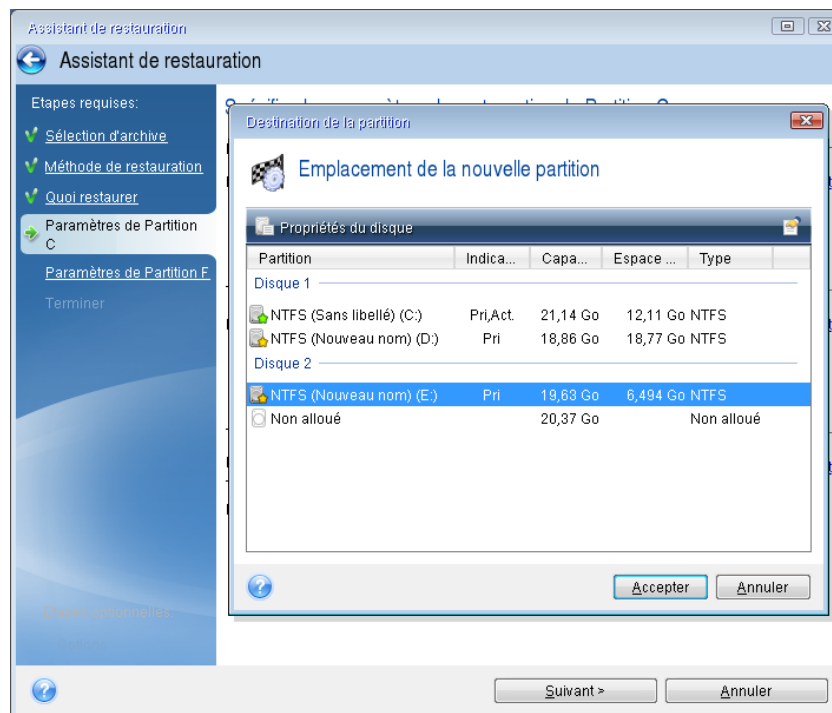 Assistant de restauration
Assistant de restauration
Etapes requises:
Sélection d'archive
Méthode de restauration
Quoi restaurer
Paramètres de Partition
C
Paramètres de Partition F
Terminer
Destination de la partition
Emplacement de la nouvelle partition
Propriétés du disque
Partition Indica... Capa... Espace ... Type
Disque 1
NTFS (Sans libellé) (C:) Pri,Act. 21,14 Go 12,11 Go NTFS
NTFS (Nouveau nom) (D:) Pri 18,86 Go 18,77 Go NTFS
Disque 2
NTFS (Nouveau nom) (E:) Pri 19,63 Go 6,494 Go NTFS
Non alloué 20,37 Go Non alloué
Accepter Annuler
Suivant > Annuler